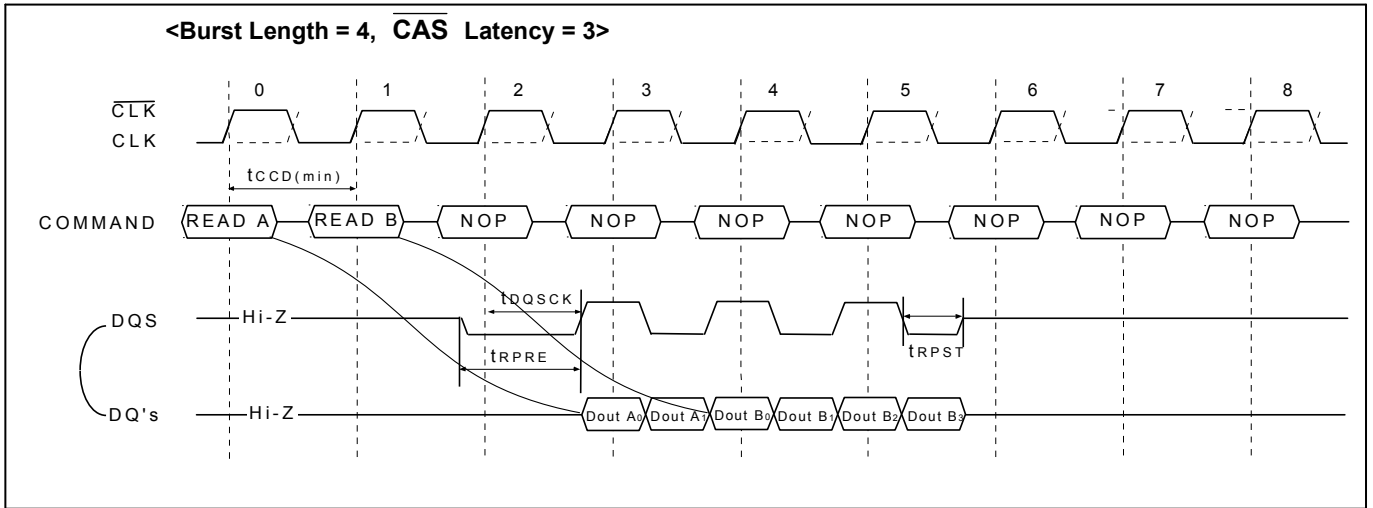 <Burst Length = 4, CAS Latency = 3>
0 1 2 3 4 5 6 7 8
CLK
CLK
tCCD(min)
COMMAND READ A READ B NOP NOP NOP NOP NOP NOP NOP
tDQSCK
DQS Hi-Z
tRPRE
tRPST
DQ's Hi-Z Dout A0 Dout A1 Dout B0 Dout B1 Dout B2 Dout B3